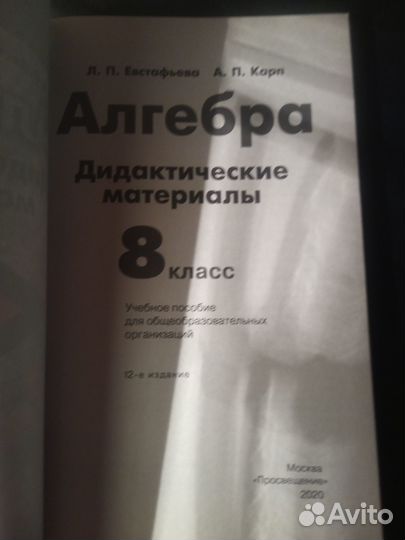 Л. П. Евстафьева А. П. Карп
Алгебра
Дидактические
материалы
8 класс
Учебное пособие
для общеобразовательных
организаций
12-е издание
Москва
«Просвещение»
2020
Avito